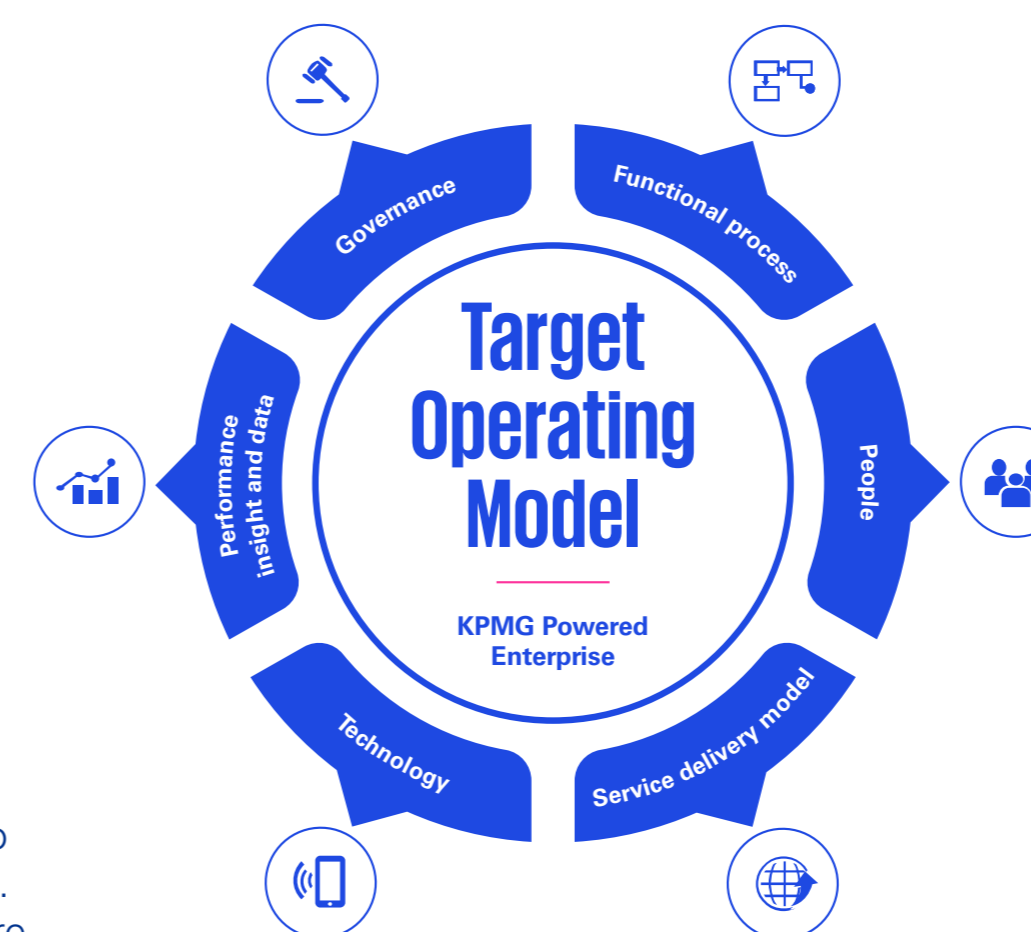 Governance
Functional process
Target
Operating
Model
KPMG Powered
Enterprise
Performance
insight and data
People
Technology
Service delivery model